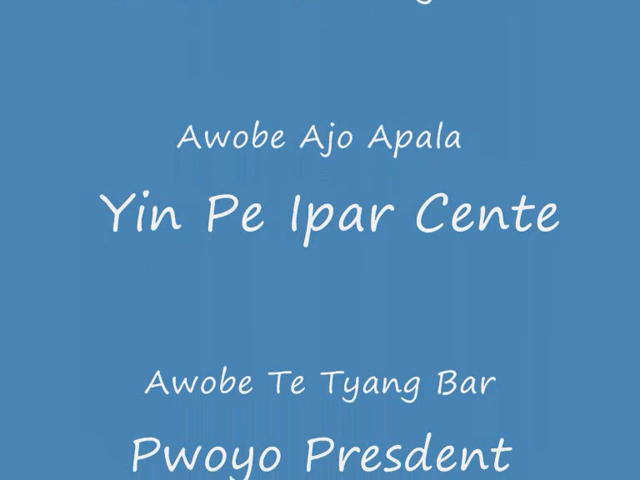 Awobe Ajo Apala
Yin Pe Ipar Cente
Awobe Te Tyang Bar
Pwoyo Presdent